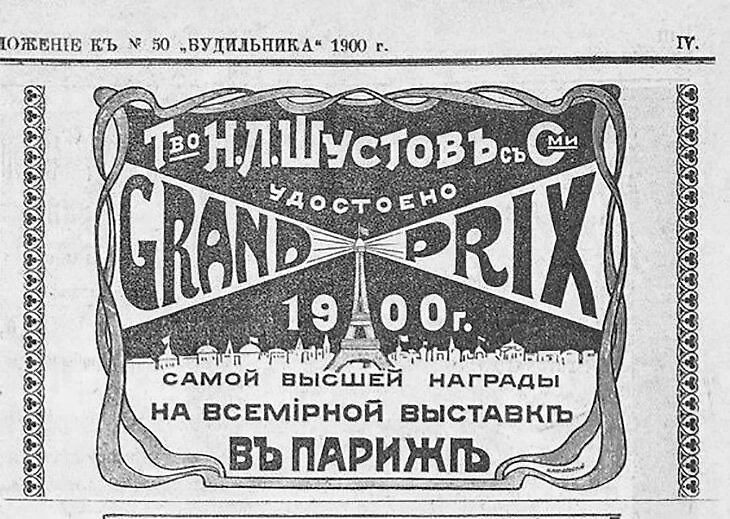 ЛОЖЕНІЕ КЪ № 50 „БУДИЛЬНИКА“ 1900 г.
IV.
Т-во Н.Л.ШУСТОВЪ съ С-ми
УДОСТОЕНО
GRAND PRIX
1900г.
САМОЙ ВЫСШЕЙ НАГРАДЫ
НА ВСЕМІРНОЙ ВЫСТАВКѢ
ВЪ ПАРИЖѢ